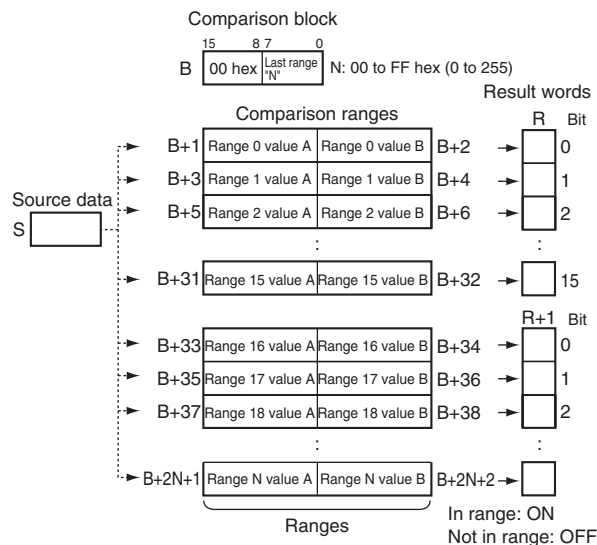 Comparison block
15 8 7 0
B 00 hex Last range "N" N: 00 to FF hex (0 to 255)
Result words
Comparison ranges R Bit
B+1 Range 0 value A Range 0 value B B+2 0
B+3 Range 1 value A Range 1 value B B+4 1
Source data
S
B+5 Range 2 value A Range 2 value B B+6 2
: :
B+31 Range 15 value A Range 15 value B B+32 15
R+1 Bit
B+33 Range 16 value A Range 16 value B B+34 0
B+35 Range 17 value A Range 17 value B B+36 1
B+37 Range 18 value A Range 18 value B B+38 2
: :
B+2N+1 Range N value A Range N value B B+2N+2
Ranges
In range: ON
Not in range: OFF